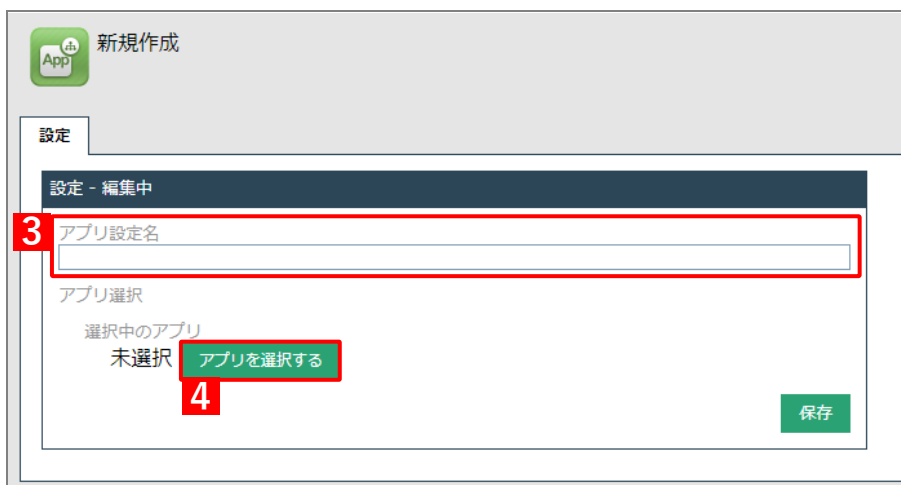 App
新規作成
設定
設定 - 編集中
3
アプリ設定名
アプリ選択
選択中のアプリ
未選択 アプリを選択する
4
保存